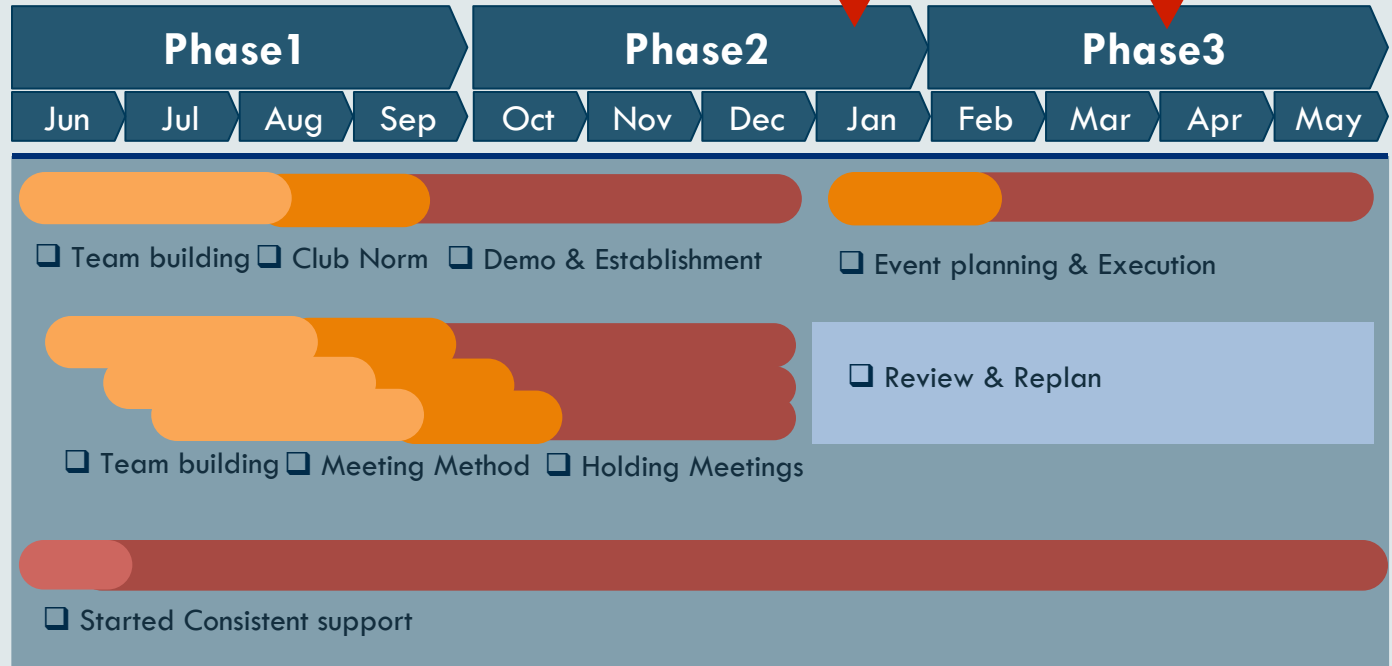 Phase1 Phase2 Phase3
Jun Jul Aug Sep Oct Nov Dec Jan Feb Mar Apr May
❑ Team building ❑ Club Norm ❑ Demo & Establishment ❑ Event planning & Execution
❑ Review & Replan
❑ Team building ❑ Meeting Method ❑ Holding Meetings
❑ Started Consistent support